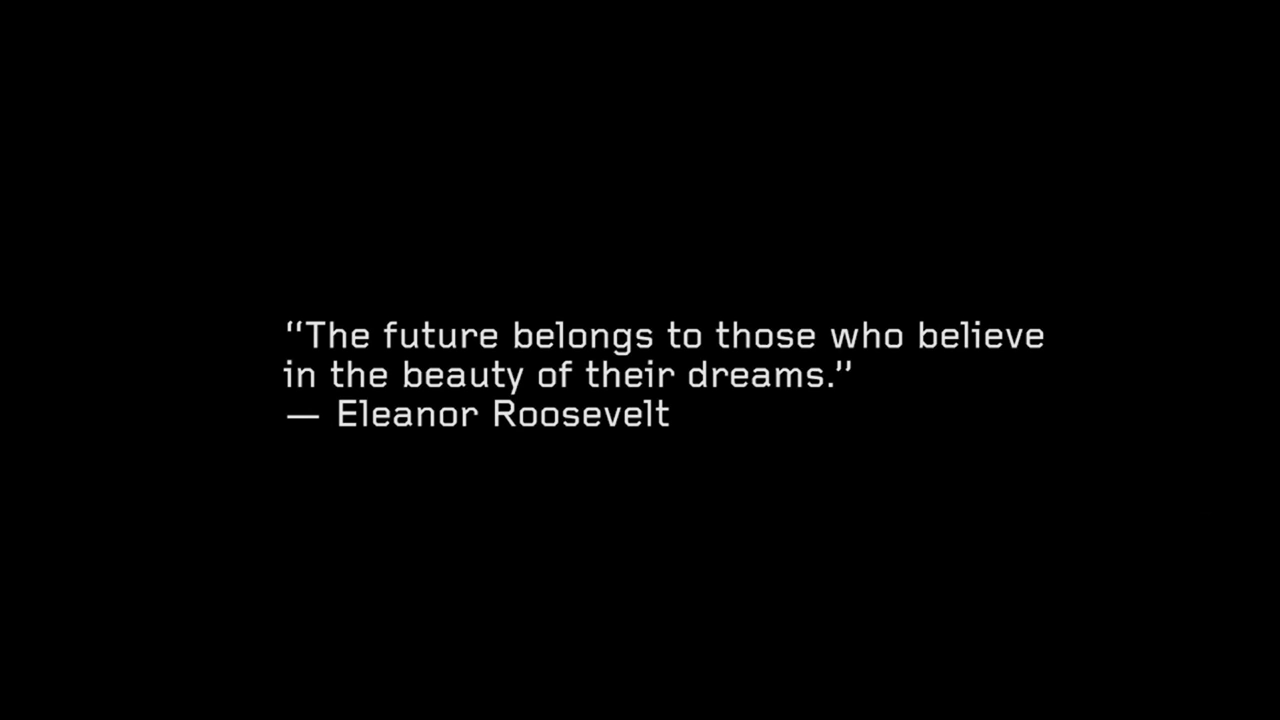 “The future belongs to those who believe
in the beauty of their dreams.”
— Eleanor Roosevelt